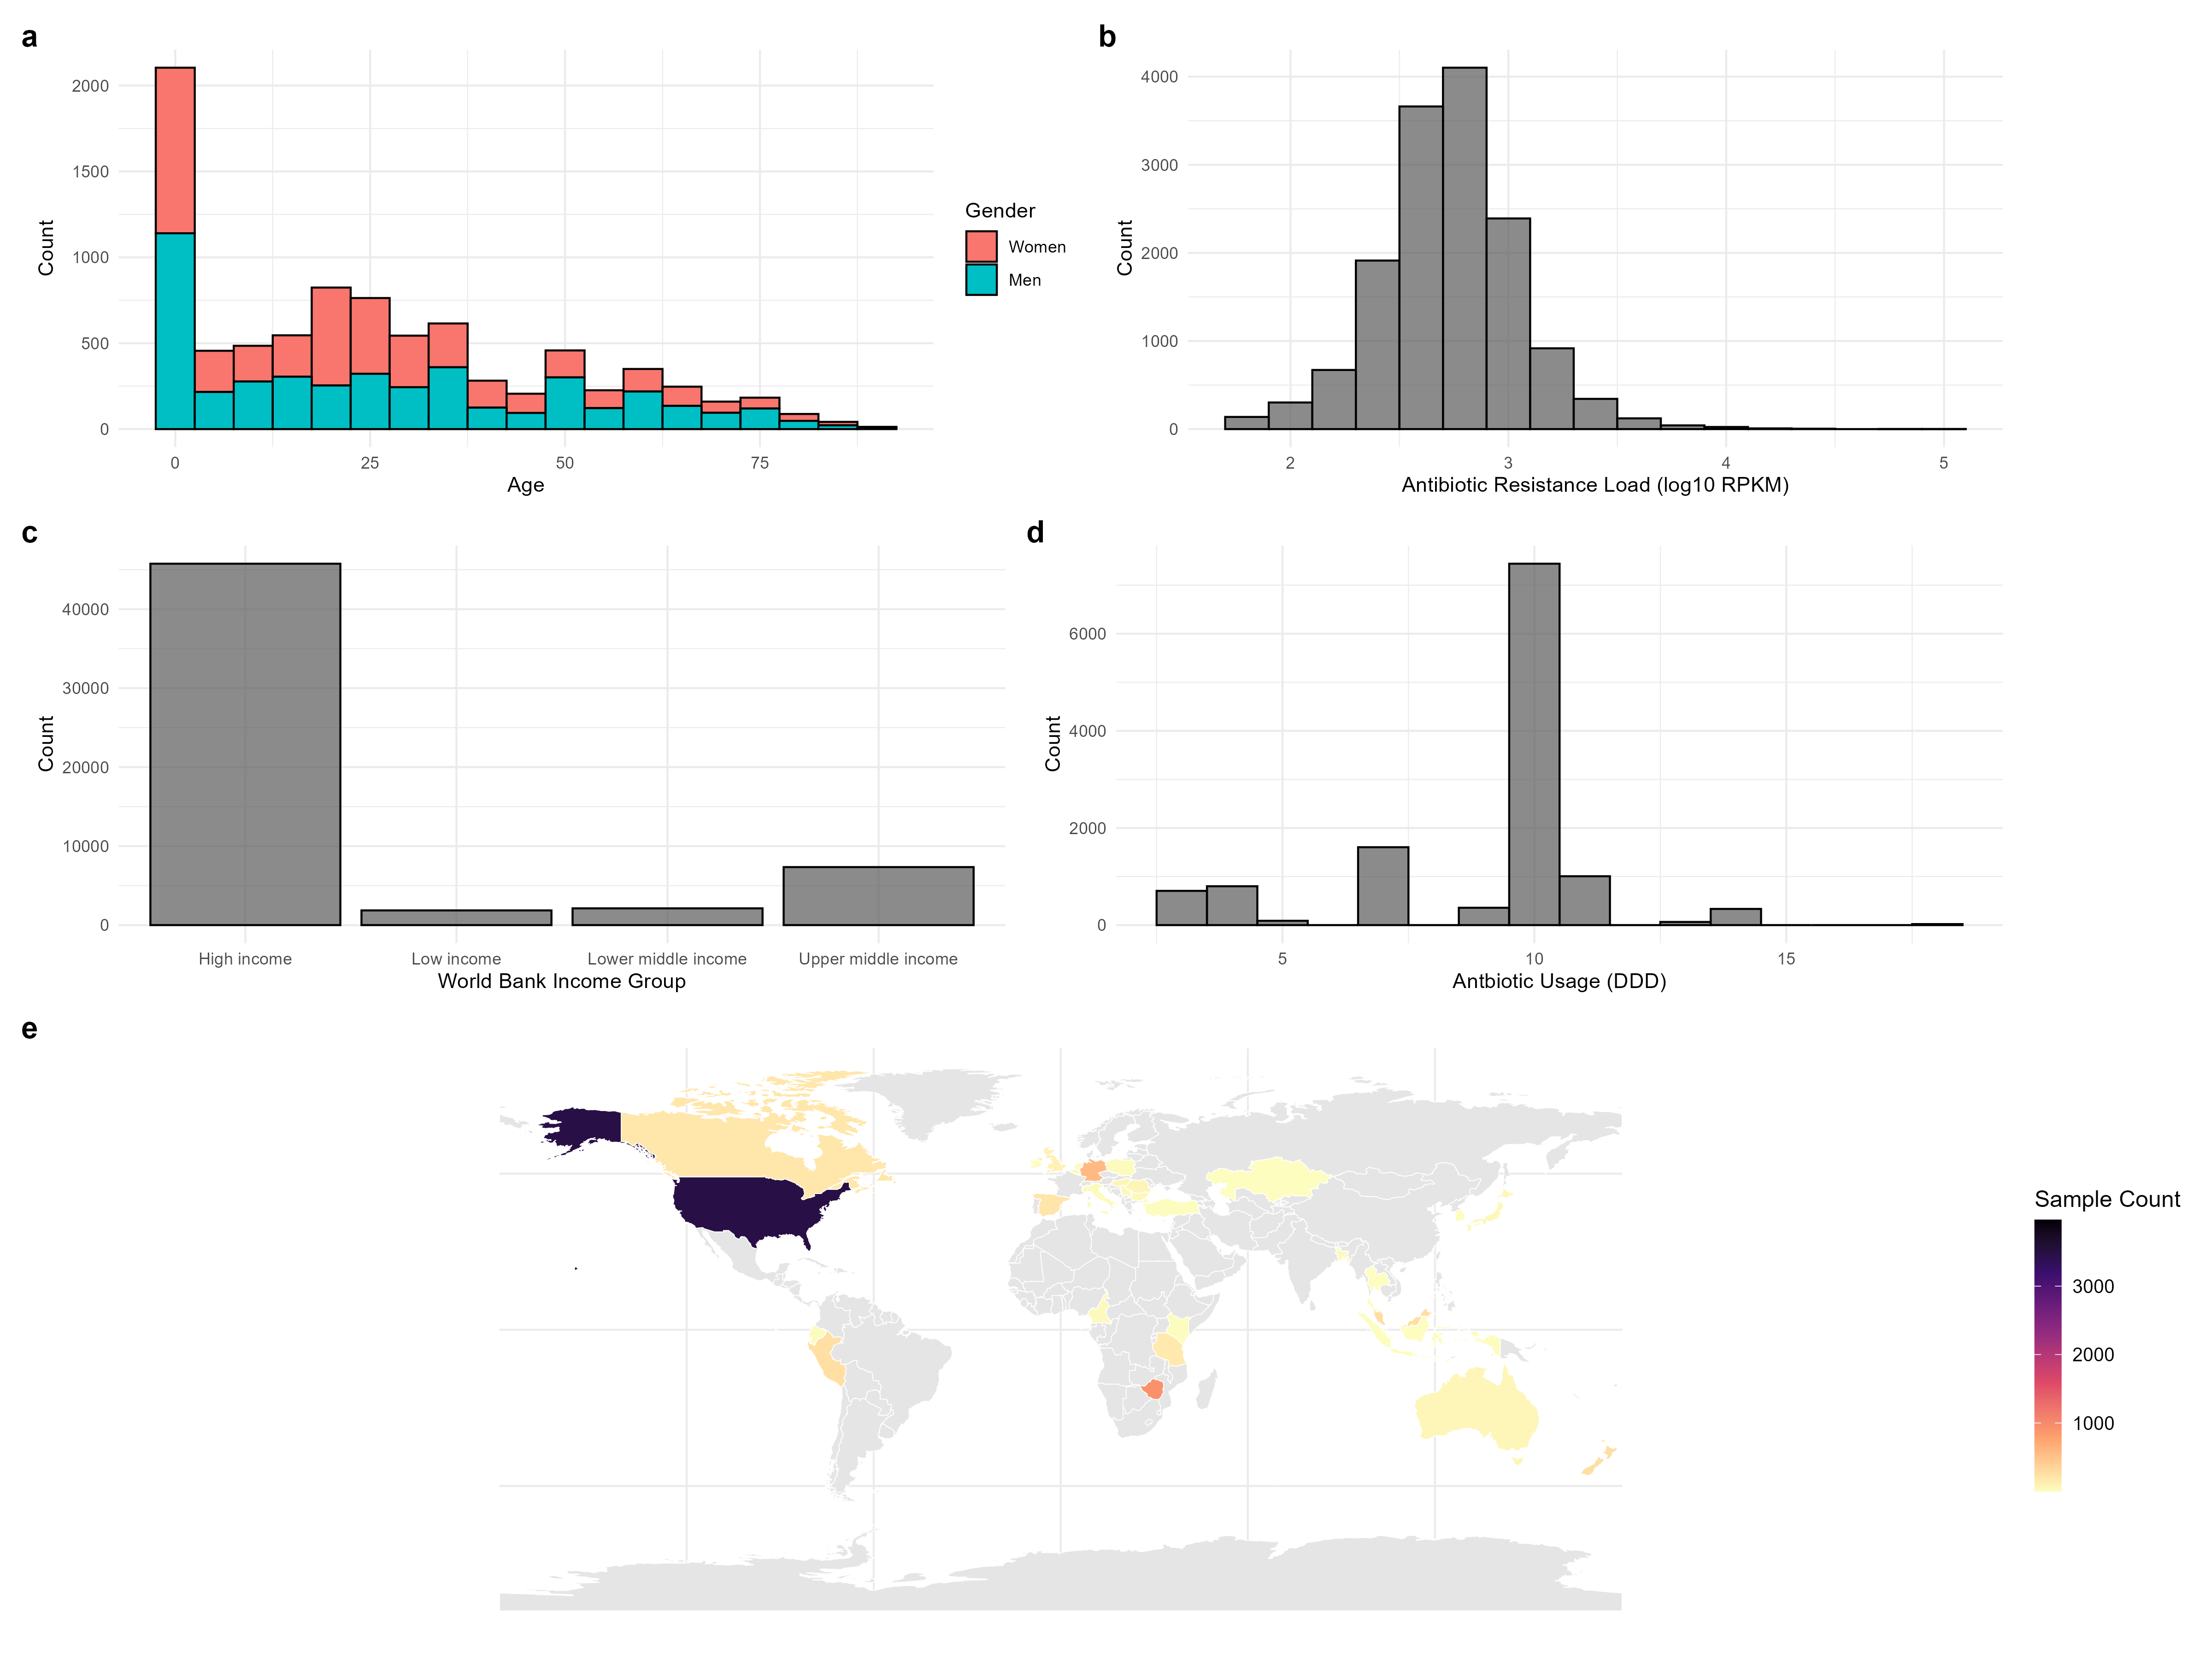 a
2000
1500
1000
500
0
Count
0 25 50 75
Age
Gender
Women
Men
b
4000
3000
2000
1000
0
Count
2 3 4 5
Antibiotic Resistance Load (log10 RPKM)
c
40000
30000
20000
10000
0
Count
High income Low income Lower middle income Upper middle income
World Bank Income Group
d
6000
4000
2000
0
Count
5 10 15
Antbiotic Usage (DDD)
e
Sample Count
3000
2000
1000